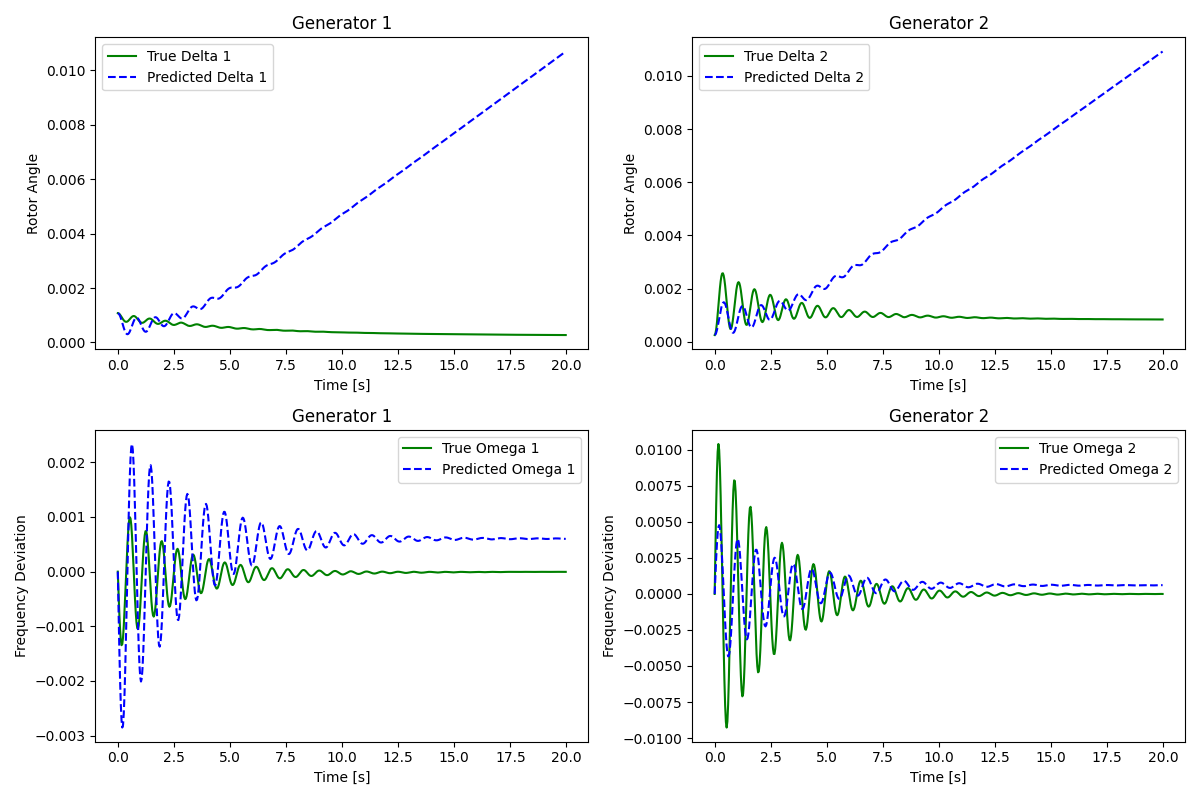 Generator 1
True Delta 1
Predicted Delta 1
Rotor Angle
0.010
0.008
0.006
0.004
0.002
0.000
0.0 2.5 5.0 7.5 10.0 12.5 15.0 17.5 20.0
Time [s]
Generator 2
True Delta 2
Predicted Delta 2
Rotor Angle
0.010
0.008
0.006
0.004
0.002
0.000
0.0 2.5 5.0 7.5 10.0 12.5 15.0 17.5 20.0
Time [s]
Generator 1
True Omega 1
Predicted Omega 1
Frequency Deviation
0.002
0.001
0.000
−0.001
−0.002
−0.003
0.0 2.5 5.0 7.5 10.0 12.5 15.0 17.5 20.0
Time [s]
Generator 2
True Omega 2
Predicted Omega 2
Frequency Deviation
0.0100
0.0075
0.0050
0.0025
0.0000
−0.0025
−0.0050
−0.0075
−0.0100
0.0 2.5 5.0 7.5 10.0 12.5 15.0 17.5 20.0
Time [s]